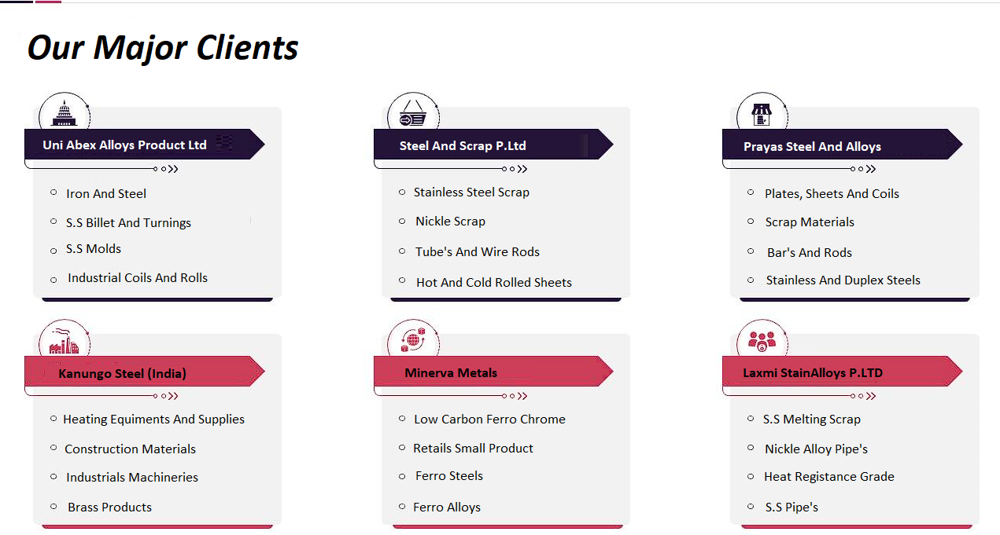 Our Major Clients
Uni Abex Alloys Product Ltd
Iron And Steel
S.S Billet And Turnings
S.S Molds
Industrial Coils And Rolls
Steel And Scrap P.Ltd
Stainless Steel Scrap
Nickle Scrap
Tube's And Wire Rods
Hot And Cold Rolled Sheets
Prayas Steel And Alloys
Plates, Sheets And Coils
Scrap Materials
Bar's And Rods
Stainless And Duplex Steels
Kanungo Steel (India)
Heating Equiments And Supplies
Construction Materials
Industrials Machineries
Brass Products
Minerva Metals
Low Carbon Ferro Chrome
Retails Small Product
Ferro Steels
Ferro Alloys
Laxmi StainAlloys P.LTD
S.S Melting Scrap
Nickle Alloy Pipe's
Heat Registance Grade
S.S Pipe's